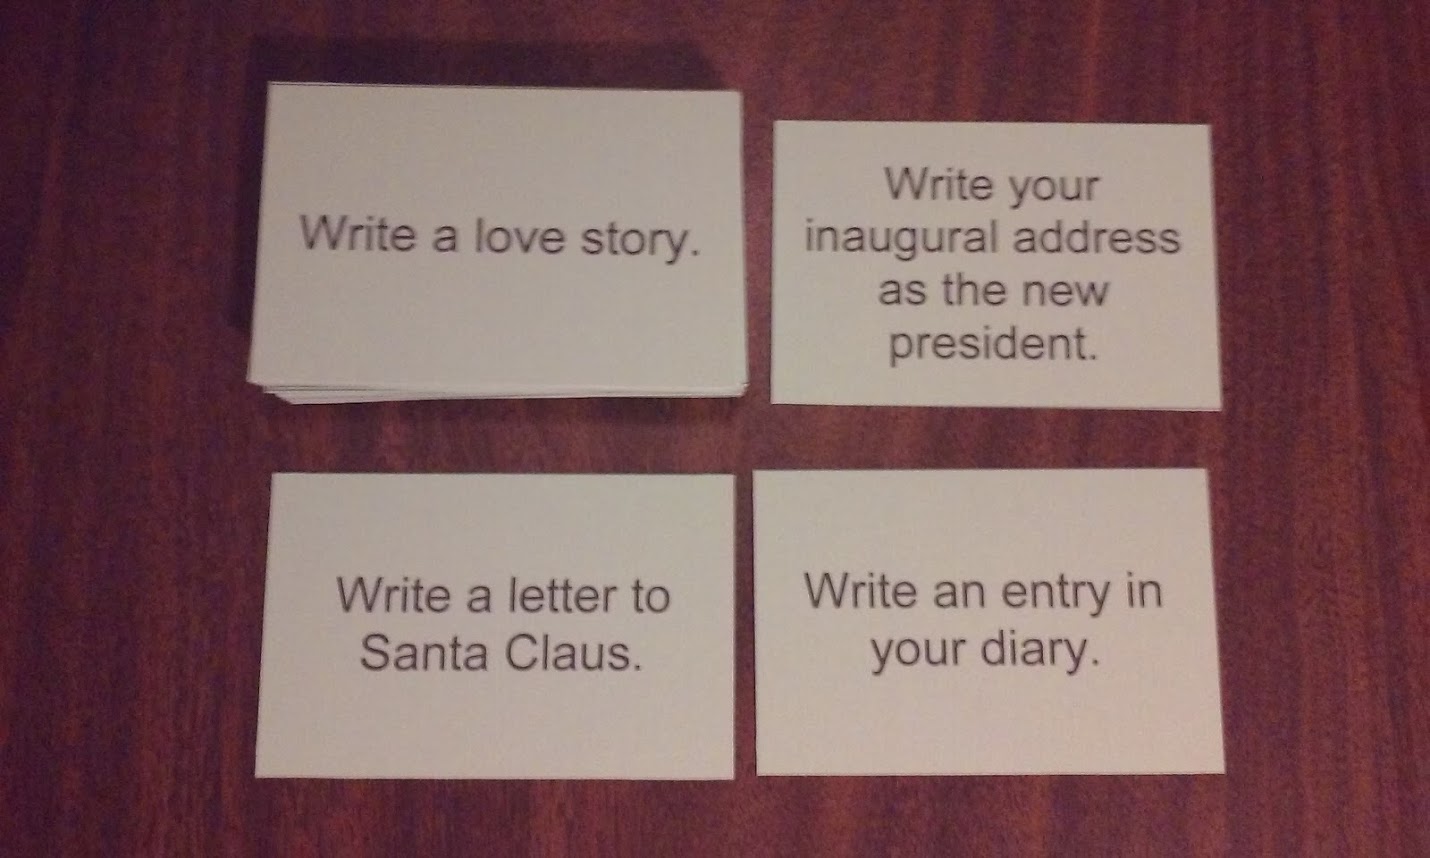 Write a love story.
Write your
inaugural address
as the new
president.
Write a letter to
Santa Claus.
Write an entry in
your diary.